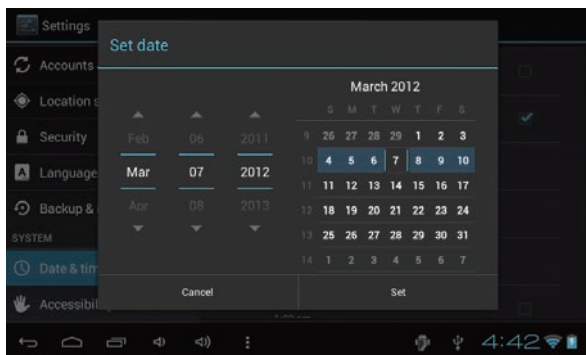 Settings
Set date
Accounts
Location s
Security
Language
Backup &
SYSTEM
Date & tim
Accessibil
Feb 06 2011
Mar 07 2012
Apr 08 2013
March 2012
S M T W T F S
9 26 27 28 29 1 2 3
10 4 5 6 7 8 9 10
11 11 12 13 14 15 16 17
12 18 19 20 21 22 23 24
13 25 26 27 28 29 30 31
14 1 2 3 4 5 6 7
Cancel Set
4:42